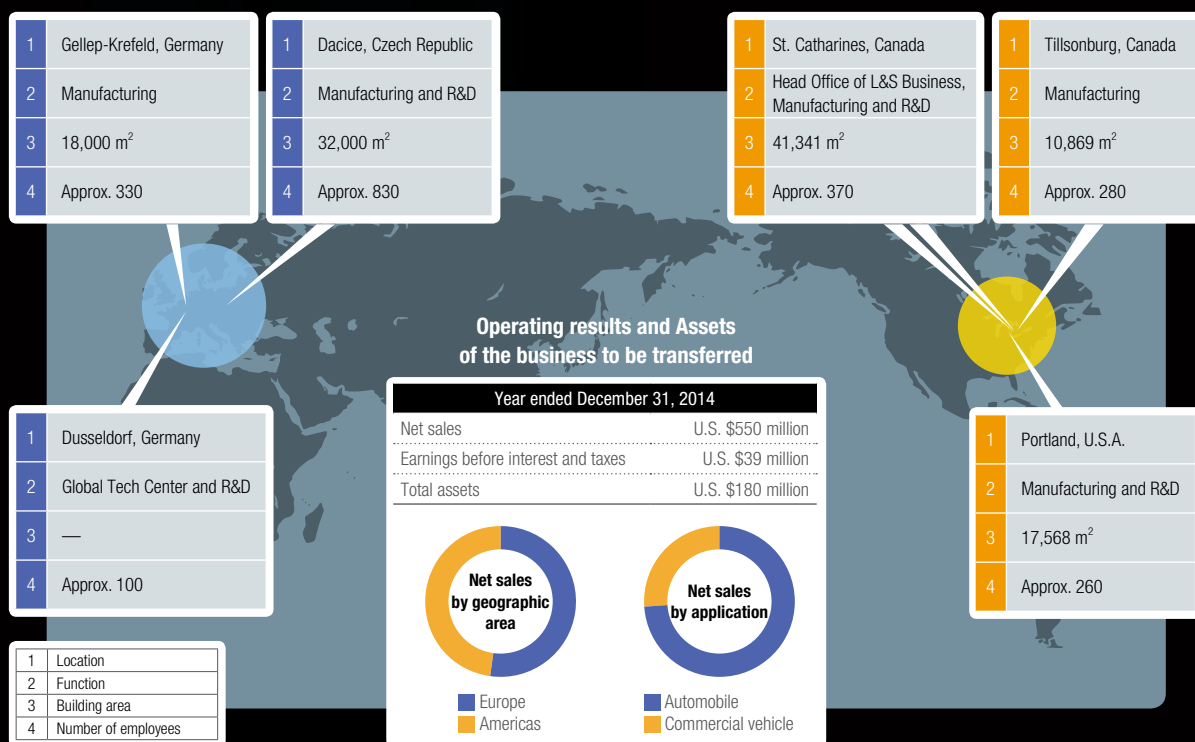 1 Gellep-Krefeld, Germany
2 Manufacturing
3 18,000 m²
4 Approx. 330
1 Dacice, Czech Republic
2 Manufacturing and R&D
3 32,000 m²
4 Approx. 830
1 St. Catharines, Canada
2 Head Office of L&S Business,
Manufacturing and R&D
3 41,341 m²
4 Approx. 370
1 Tillsonburg, Canada
2 Manufacturing
3 10,869 m²
4 Approx. 280
1 Dusseldorf, Germany
2 Global Tech Center and R&D
3 —
4 Approx. 100
Operating results and Assets
of the business to be transferred
Year ended December 31, 2014
Net sales U.S. $550 million
Earnings before interest and taxes U.S. $39 million
Total assets U.S. $180 million
Net sales
by geographic
area
Europe
Americas
Net sales
by application
Automobile
Commercial vehicle
1 Portland, U.S.A.
2 Manufacturing and R&D
3 17,568 m²
4 Approx. 260
1 Location
2 Function
3 Building area
4 Number of employees